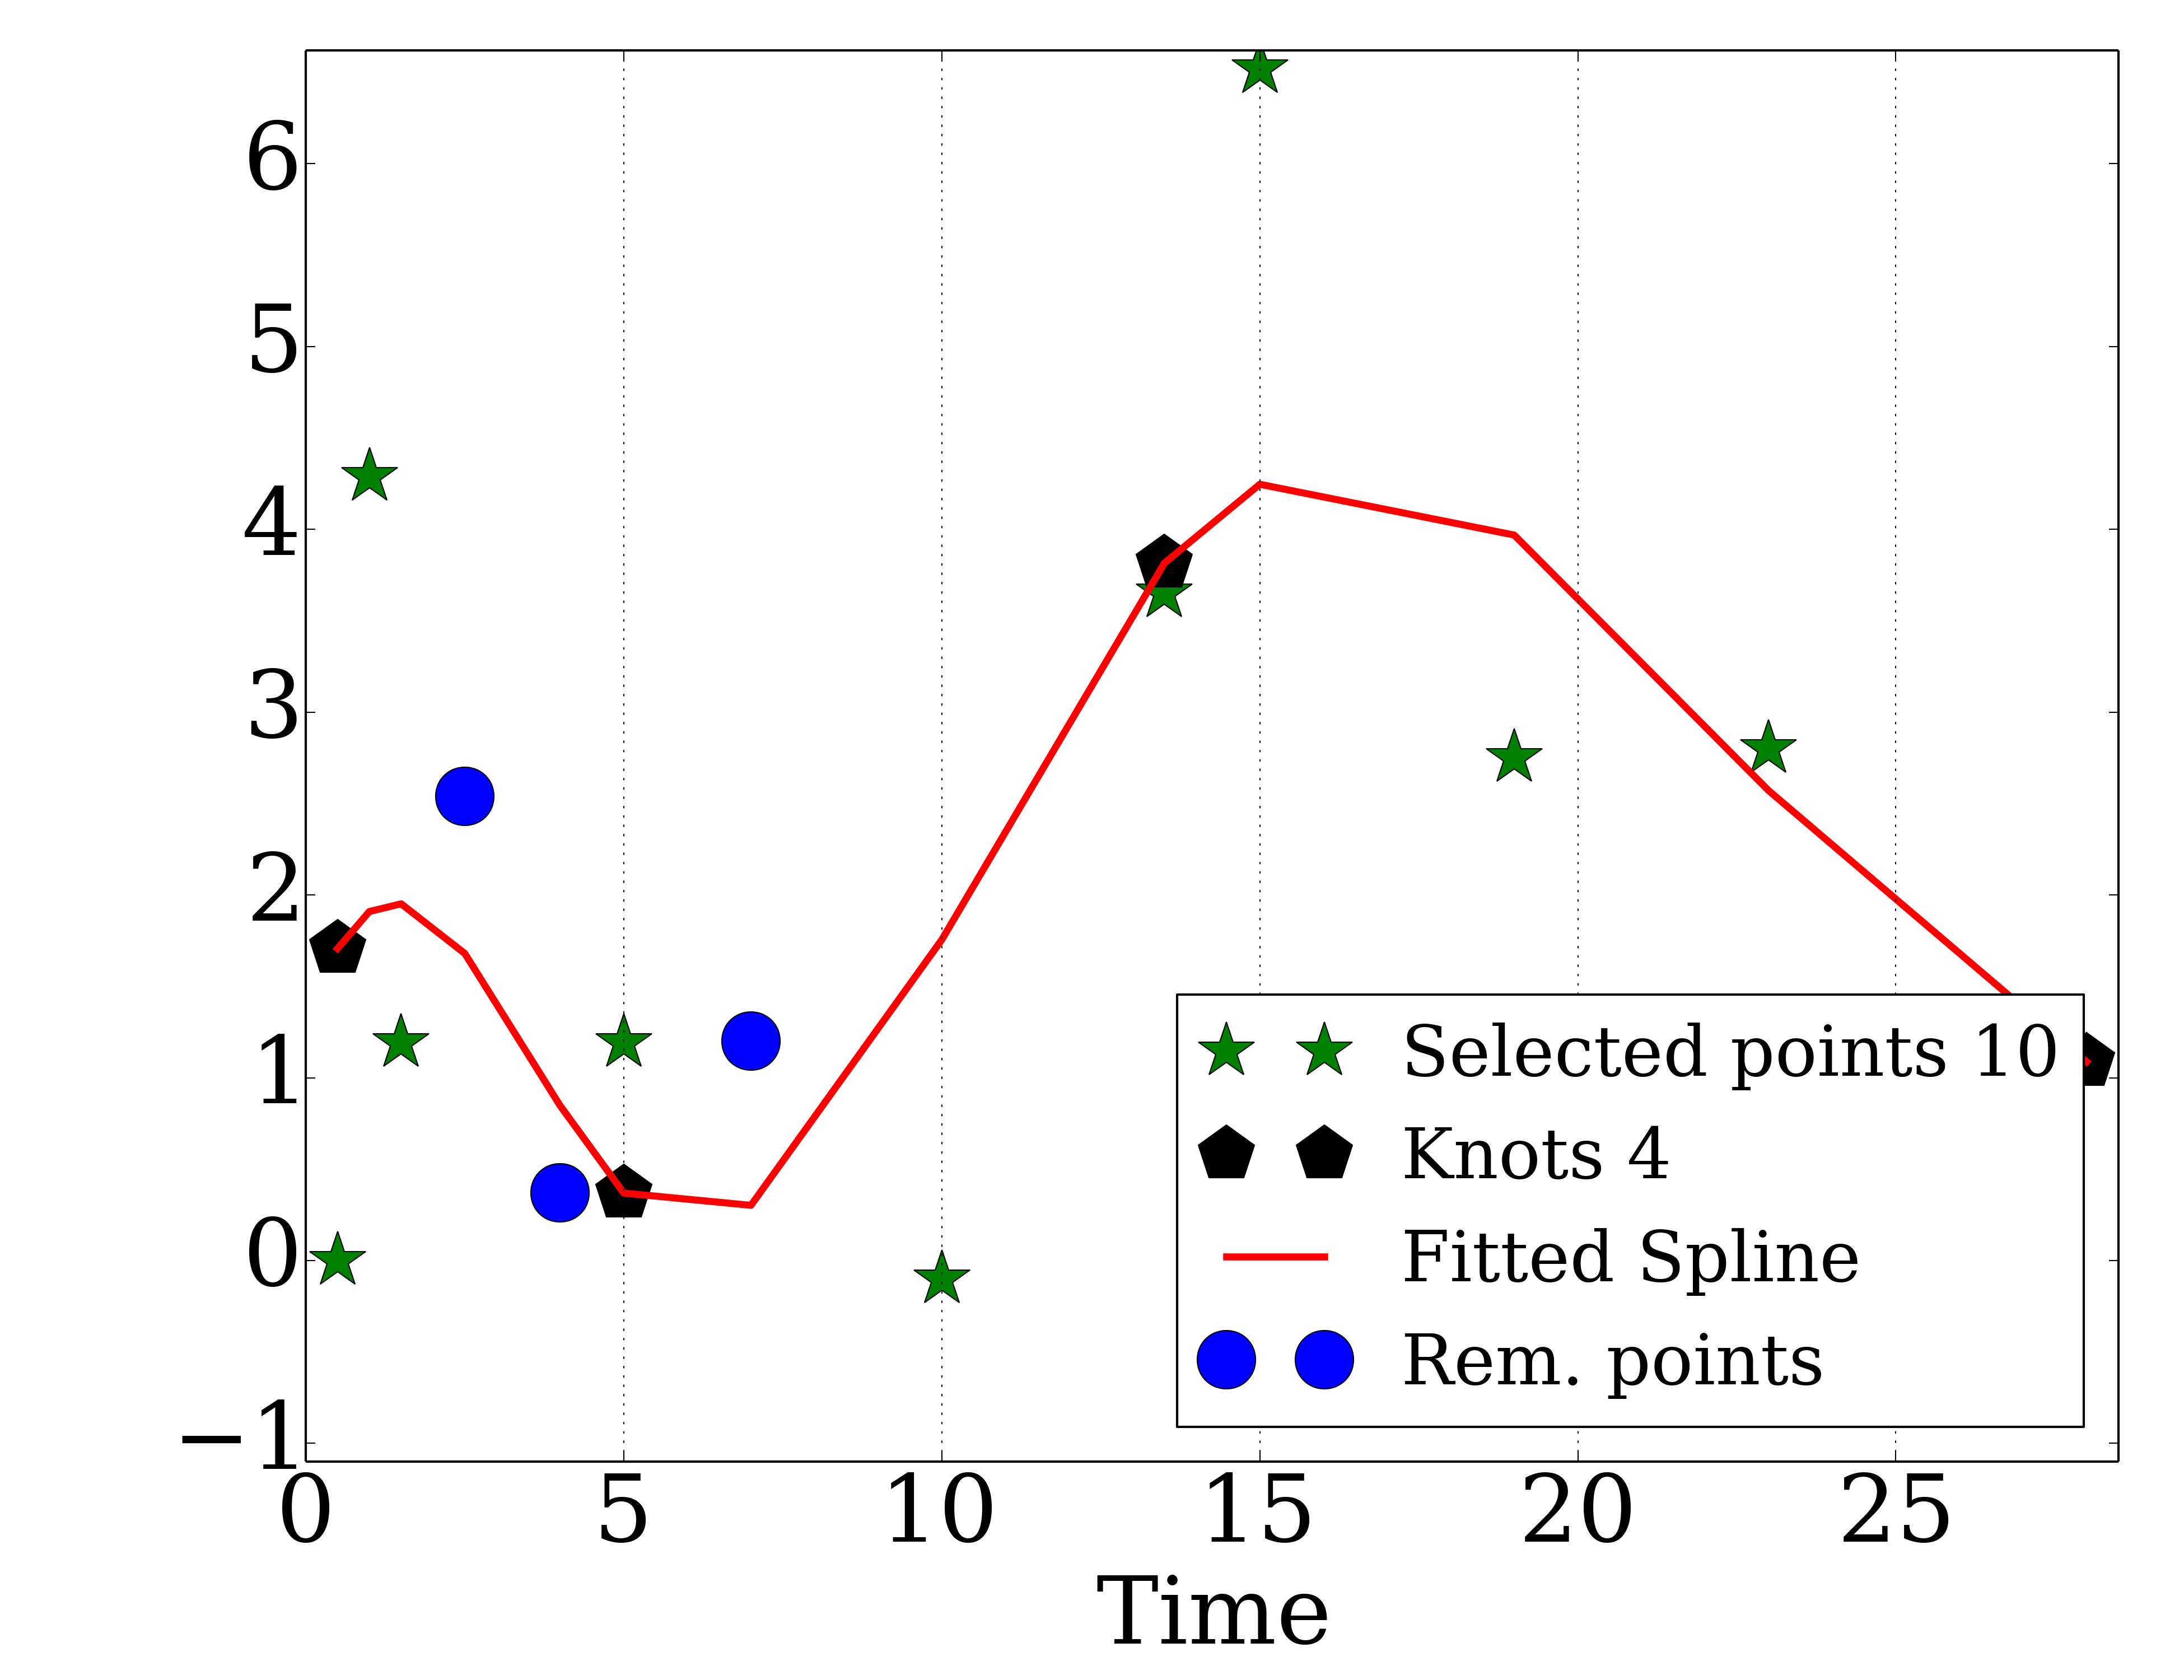 6
5
4
3
2
1
0
−1
0 5 10 15 20 25
Time
Selected points 10
Knots 4
Fitted Spline
Rem. points